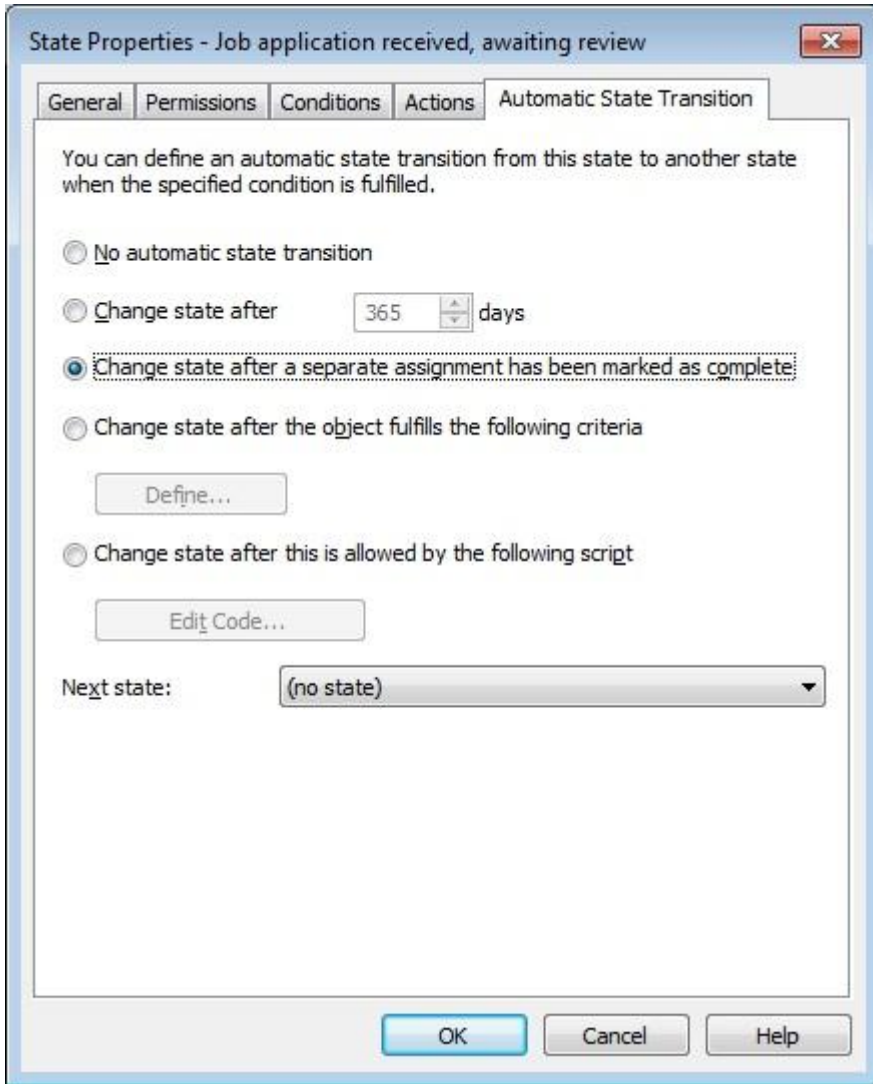 State Properties - Job application received, awaiting review
General Permissions Conditions Actions Automatic State Transition
You can define an automatic state transition from this state to another state
when the specified condition is fulfilled.
No automatic state transition
Change state after 365 days
Change state after a separate assignment has been marked as complete
Change state after the object fulfills the following criteria
Define...
Change state after this is allowed by the following script
Edit Code...
Next state: (no state)
OK Cancel Help